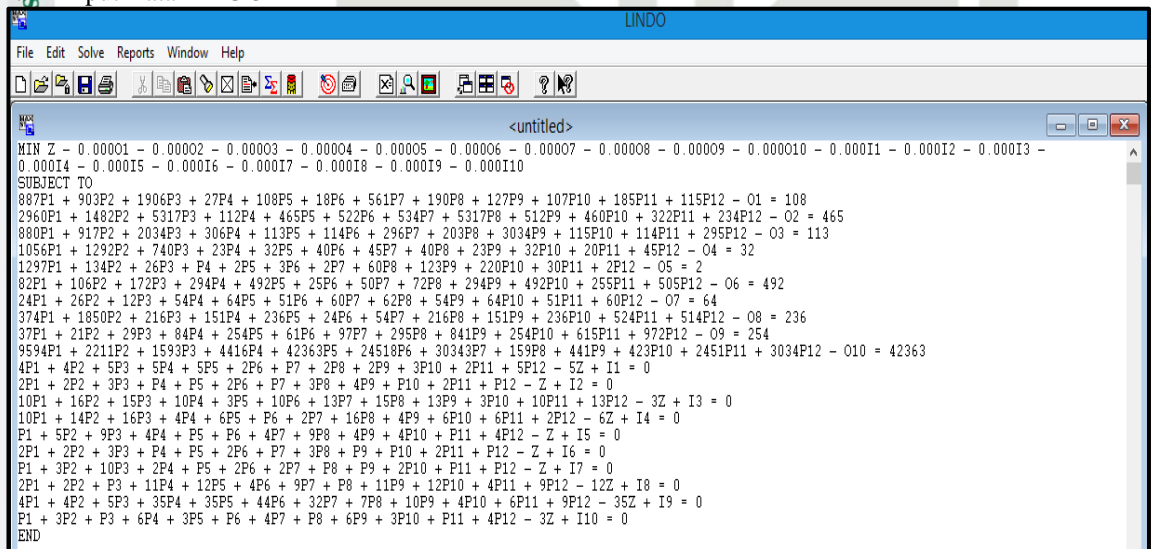 LINDO
File Edit Solve Reports Window Help
<untitled>
MIN Z - 0.000O1 - 0.000O2 - 0.000O3 - 0.000O4 - 0.000O5 - 0.000O6 - 0.000O7 - 0.000O8 - 0.000O9 - 0.000O10 - 0.000I1 - 0.000I2 - 0.000I3 -
0.000I4 - 0.000I5 - 0.000I6 - 0.000I7 - 0.000I8 - 0.000I9 - 0.000I10
SUBJECT TO
887P1 + 903P2 + 1906P3 + 27P4 + 108P5 + 18P6 + 561P7 + 190P8 + 127P9 + 107P10 + 185P11 + 115P12 - O1 = 108
2960P1 + 1482P2 + 5317P3 + 112P4 + 465P5 + 522P6 + 534P7 + 5317P8 + 512P9 + 460P10 + 322P11 + 234P12 - O2 = 465
880P1 + 917P2 + 2034P3 + 306P4 + 113P5 + 114P6 + 296P7 + 203P8 + 3034P9 + 115P10 + 114P11 + 295P12 - O3 = 113
1056P1 + 1292P2 + 740P3 + 23P4 + 32P5 + 40P6 + 45P7 + 40P8 + 23P9 + 32P10 + 20P11 + 45P12 - O4 = 32
1297P1 + 134P2 + 26P3 + P4 + 2P5 + 3P6 + 2P7 + 60P8 + 123P9 + 220P10 + 30P11 + 2P12 - O5 = 2
82P1 + 106P2 + 172P3 + 294P4 + 492P5 + 25P6 + 50P7 + 72P8 + 294P9 + 492P10 + 255P11 + 505P12 - O6 = 492
24P1 + 26P2 + 12P3 + 54P4 + 64P5 + 51P6 + 60P7 + 62P8 + 54P9 + 64P10 + 51P11 + 60P12 - O7 = 64
374P1 + 1850P2 + 216P3 + 151P4 + 236P5 + 24P6 + 54P7 + 216P8 + 151P9 + 236P10 + 524P11 + 514P12 - O8 = 236
37P1 + 21P2 + 29P3 + 84P4 + 254P5 + 61P6 + 97P7 + 295P8 + 841P9 + 254P10 + 615P11 + 972P12 - O9 = 254
9594P1 + 2211P2 + 1593P3 + 4416P4 + 42363P5 + 24518P6 + 30343P7 + 159P8 + 441P9 + 423P10 + 2451P11 + 3034P12 - O10 = 42363
4P1 + 4P2 + 5P3 + 5P4 + 5P5 + 2P6 + P7 + 2P8 + 2P9 + 3P10 + 2P11 + 5P12 - 5Z + I1 = 0
2P1 + 2P2 + 3P3 + P4 + P5 + 2P6 + P7 + 3P8 + 4P9 + P10 + 2P11 + P12 - Z + I2 = 0
10P1 + 16P2 + 15P3 + 10P4 + 3P5 + 10P6 + 13P7 + 15P8 + 13P9 + 3P10 + 10P11 + 13P12 - 3Z + I3 = 0
10P1 + 14P2 + 16P3 + 4P4 + 6P5 + P6 + 2P7 + 16P8 + 4P9 + 6P10 + 6P11 + 2P12 - 6Z + I4 = 0
P1 + 5P2 + 9P3 + 4P4 + P5 + P6 + 4P7 + 9P8 + 4P9 + 4P10 + P11 + 4P12 - Z + I5 = 0
2P1 + 2P2 + 3P3 + P4 + P5 + 2P6 + P7 + 3P8 + P9 + P10 + 2P11 + P12 - Z + I6 = 0
P1 + 3P2 + 10P3 + 2P4 + P5 + 2P6 + 2P7 + P8 + P9 + 2P10 + P11 + P12 - Z + I7 = 0
2P1 + 2P2 + P3 + 11P4 + 12P5 + 4P6 + 9P7 + P8 + 11P9 + 12P10 + 4P11 + 9P12 - 12Z + I8 = 0
4P1 + 4P2 + 5P3 + 35P4 + 35P5 + 44P6 + 32P7 + 7P8 + 10P9 + 4P10 + 6P11 + 9P12 - 35Z + I9 = 0
P1 + 3P2 + P3 + 6P4 + 3P5 + P6 + 4P7 + P8 + 6P9 + 3P10 + P11 + 4P12 - 3Z + I10 = 0
END